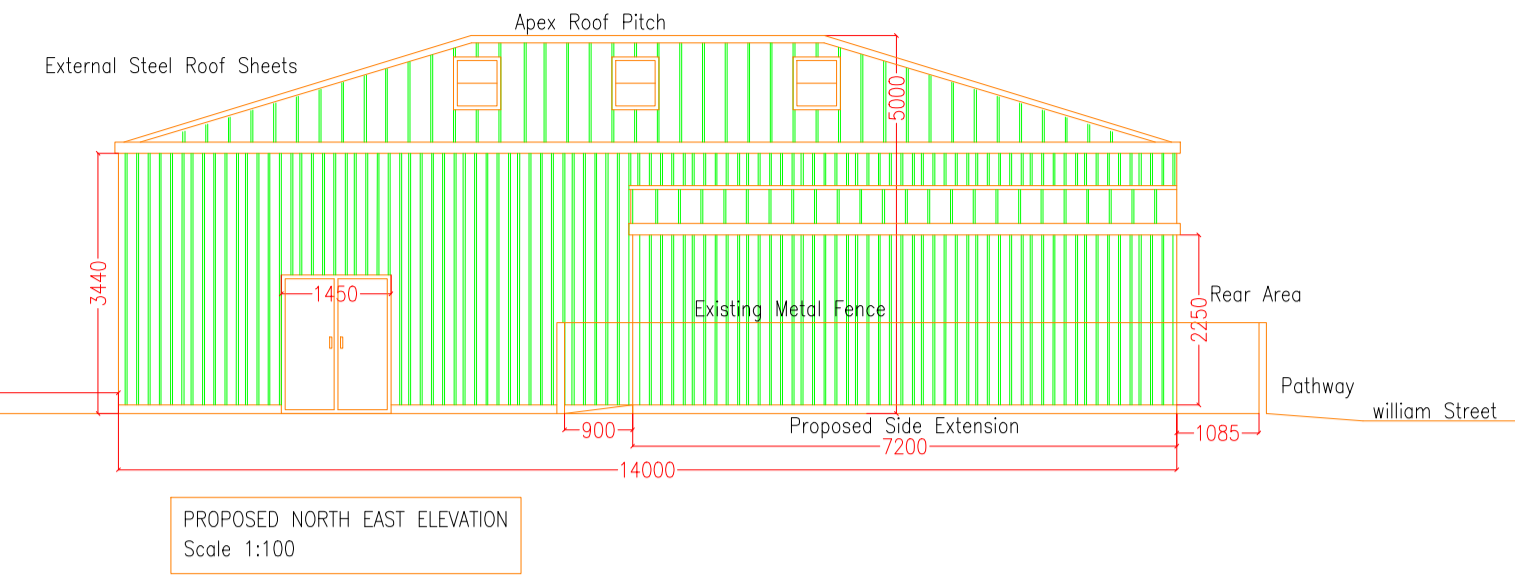 Apex Roof Pitch
External Steel Roof Sheets
5000
3440
1450
Existing Metal Fence
Rear Area
2250
Pathway
william Street
900
Proposed Side Extension
7200
1085
14000
PROPOSED NORTH EAST ELEVATION
Scale 1:100